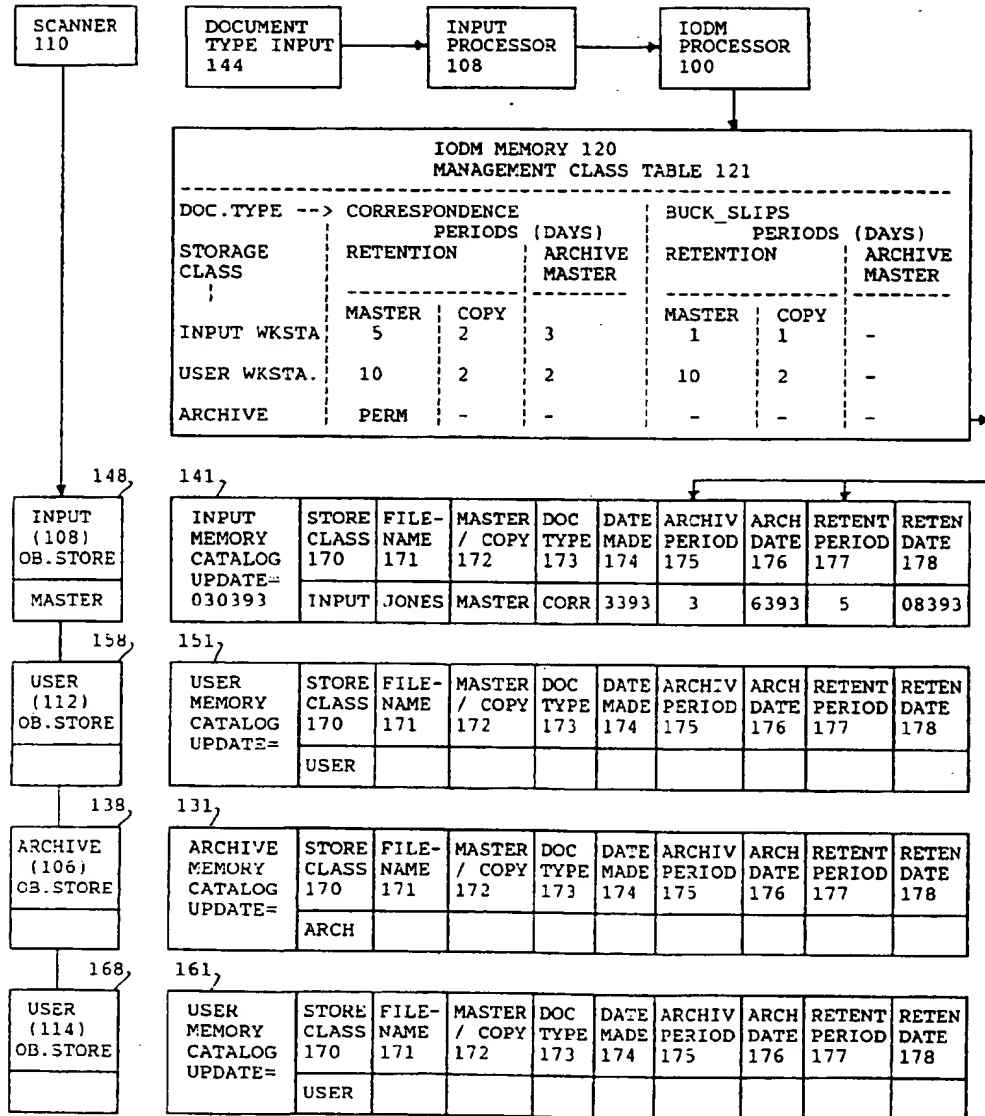 SCANNER
110
DOCUMENT
TYPE INPUT
144
INPUT
PROCESSOR
108
IODM
PROCESSOR
100
IODM MEMORY 120
MANAGEMENT CLASS TABLE 121
DOC.TYPE --> CORRESPONDENCE BUCK_SLIPS
PERIODS (DAYS) PERIODS (DAYS)
STORAGE RETENTION ARCHIVE RETENTION ARCHIVE
CLASS MASTER MASTER
MASTER COPY MASTER COPY
INPUT WKSTA 5 2 3 1 1 -
USER WKSTA. 10 2 2 10 2 -
ARCHIVE PERM - - - - -
148
INPUT
(108)
OB.STORE
MASTER
141
INPUT STORE FILE- MASTER DOC DATE ARCHIV ARCH RETENT RETEN
MEMORY CLASS NAME / COPY TYPE MADE PERIOD DATE PERIOD DATE
CATALOG 170 171 172 173 174 175 176 177 178
UPDATE=
030393 INPUT JONES MASTER CORR 3393 3 6393 5 08393
158
USER
(112)
OB.STORE
151
USER STORE FILE- MASTER DOC DATE ARCHIV ARCH RETENT RETEN
MEMORY CLASS NAME / COPY TYPE MADE PERIOD DATE PERIOD DATE
CATALOG 170 171 172 173 174 175 176 177 178
UPDATE=
USER
138
ARCHIVE
(106)
OB.STORE
131
ARCHIVE STORE FILE- MASTER DOC DATE ARCHIV ARCH RETENT RETEN
MEMORY CLASS NAME / COPY TYPE MADE PERIOD DATE PERIOD DATE
CATALOG 170 171 172 173 174 175 176 177 178
UPDATE=
ARCH
168
USER
(114)
OB.STORE
161
USER STORE FILE- MASTER DOC DATE ARCHIV ARCH RETENT RETEN
MEMORY CLASS NAME / COPY TYPE MADE PERIOD DATE PERIOD DATE
CATALOG 170 171 172 173 174 175 176 177 178
UPDATE=
USER